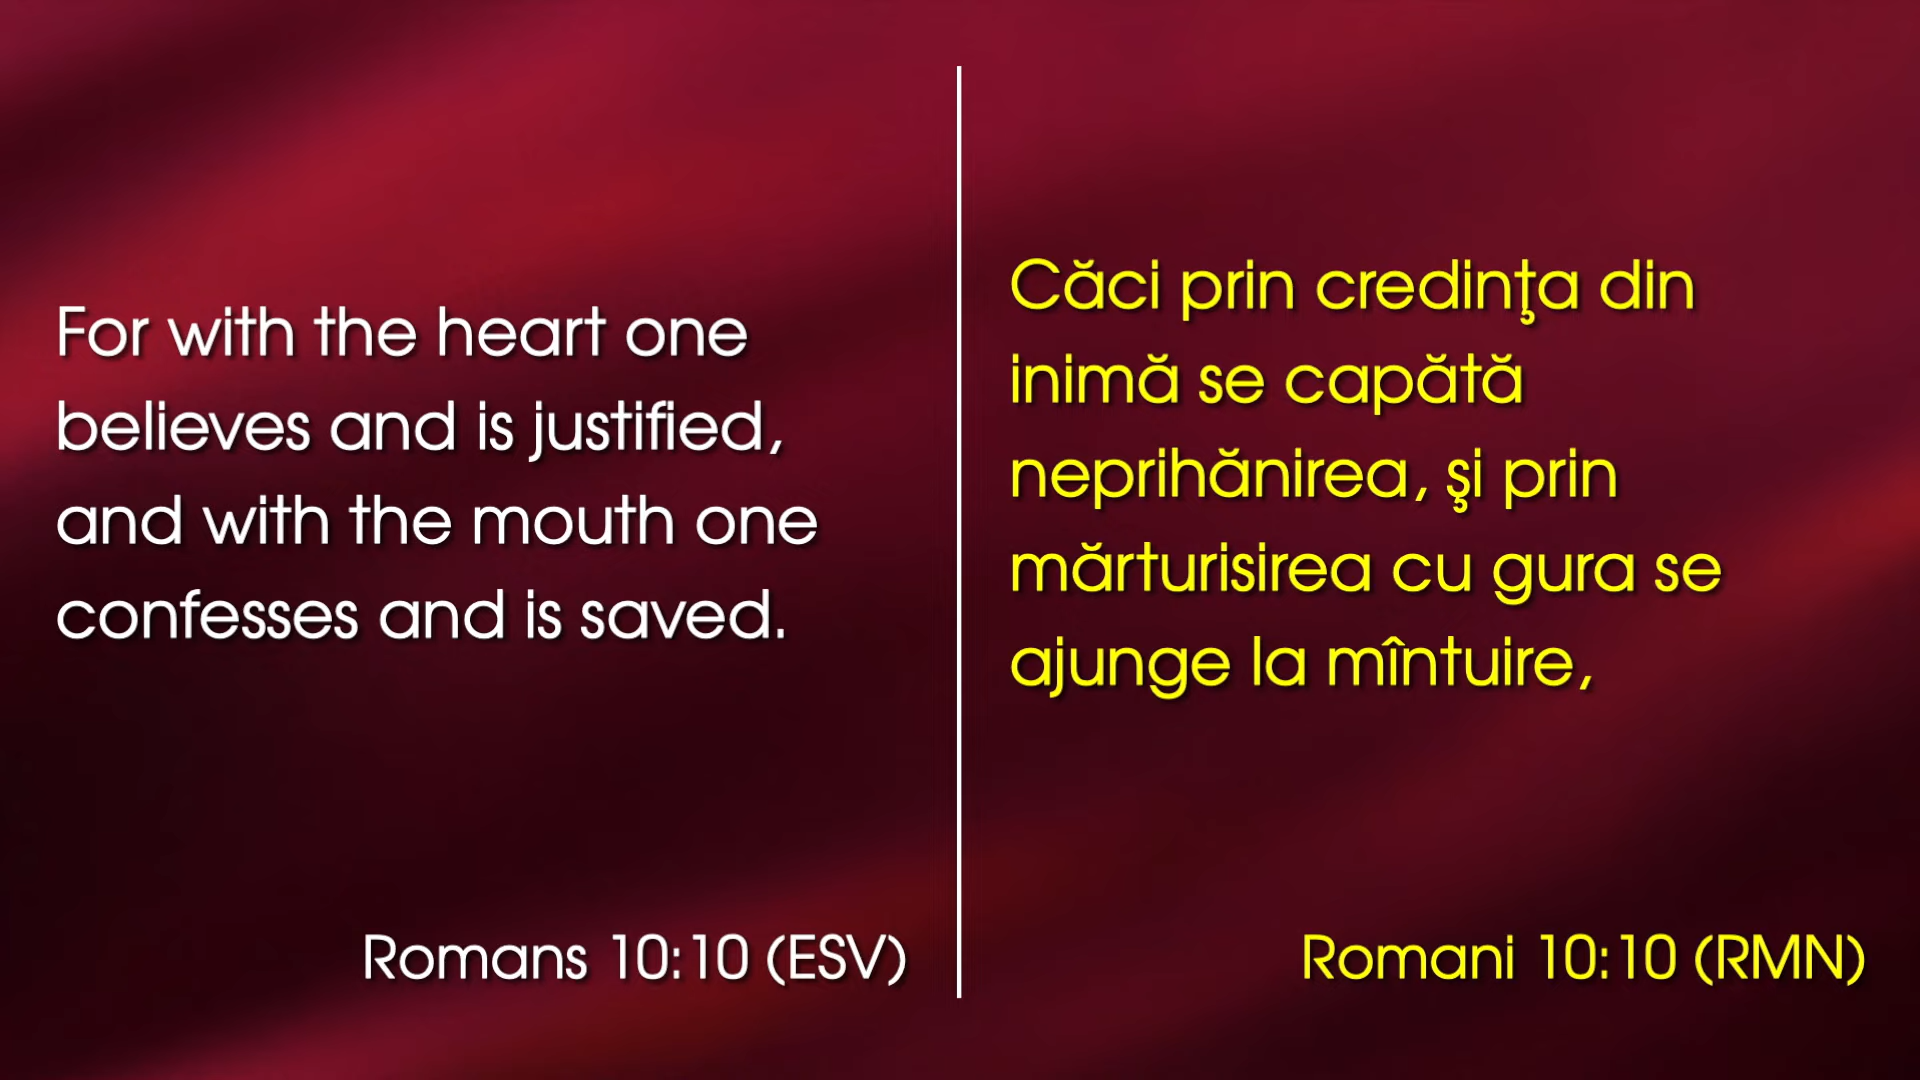 For with the heart one
believes and is justified,
and with the mouth one
confesses and is saved.
Romans 10:10 (ESV)
Căci prin credinţa din
inimă se capătă
neprihănirea, şi prin
mărturisirea cu gura se
ajunge la mîntuire,
Romani 10:10 (RMN)